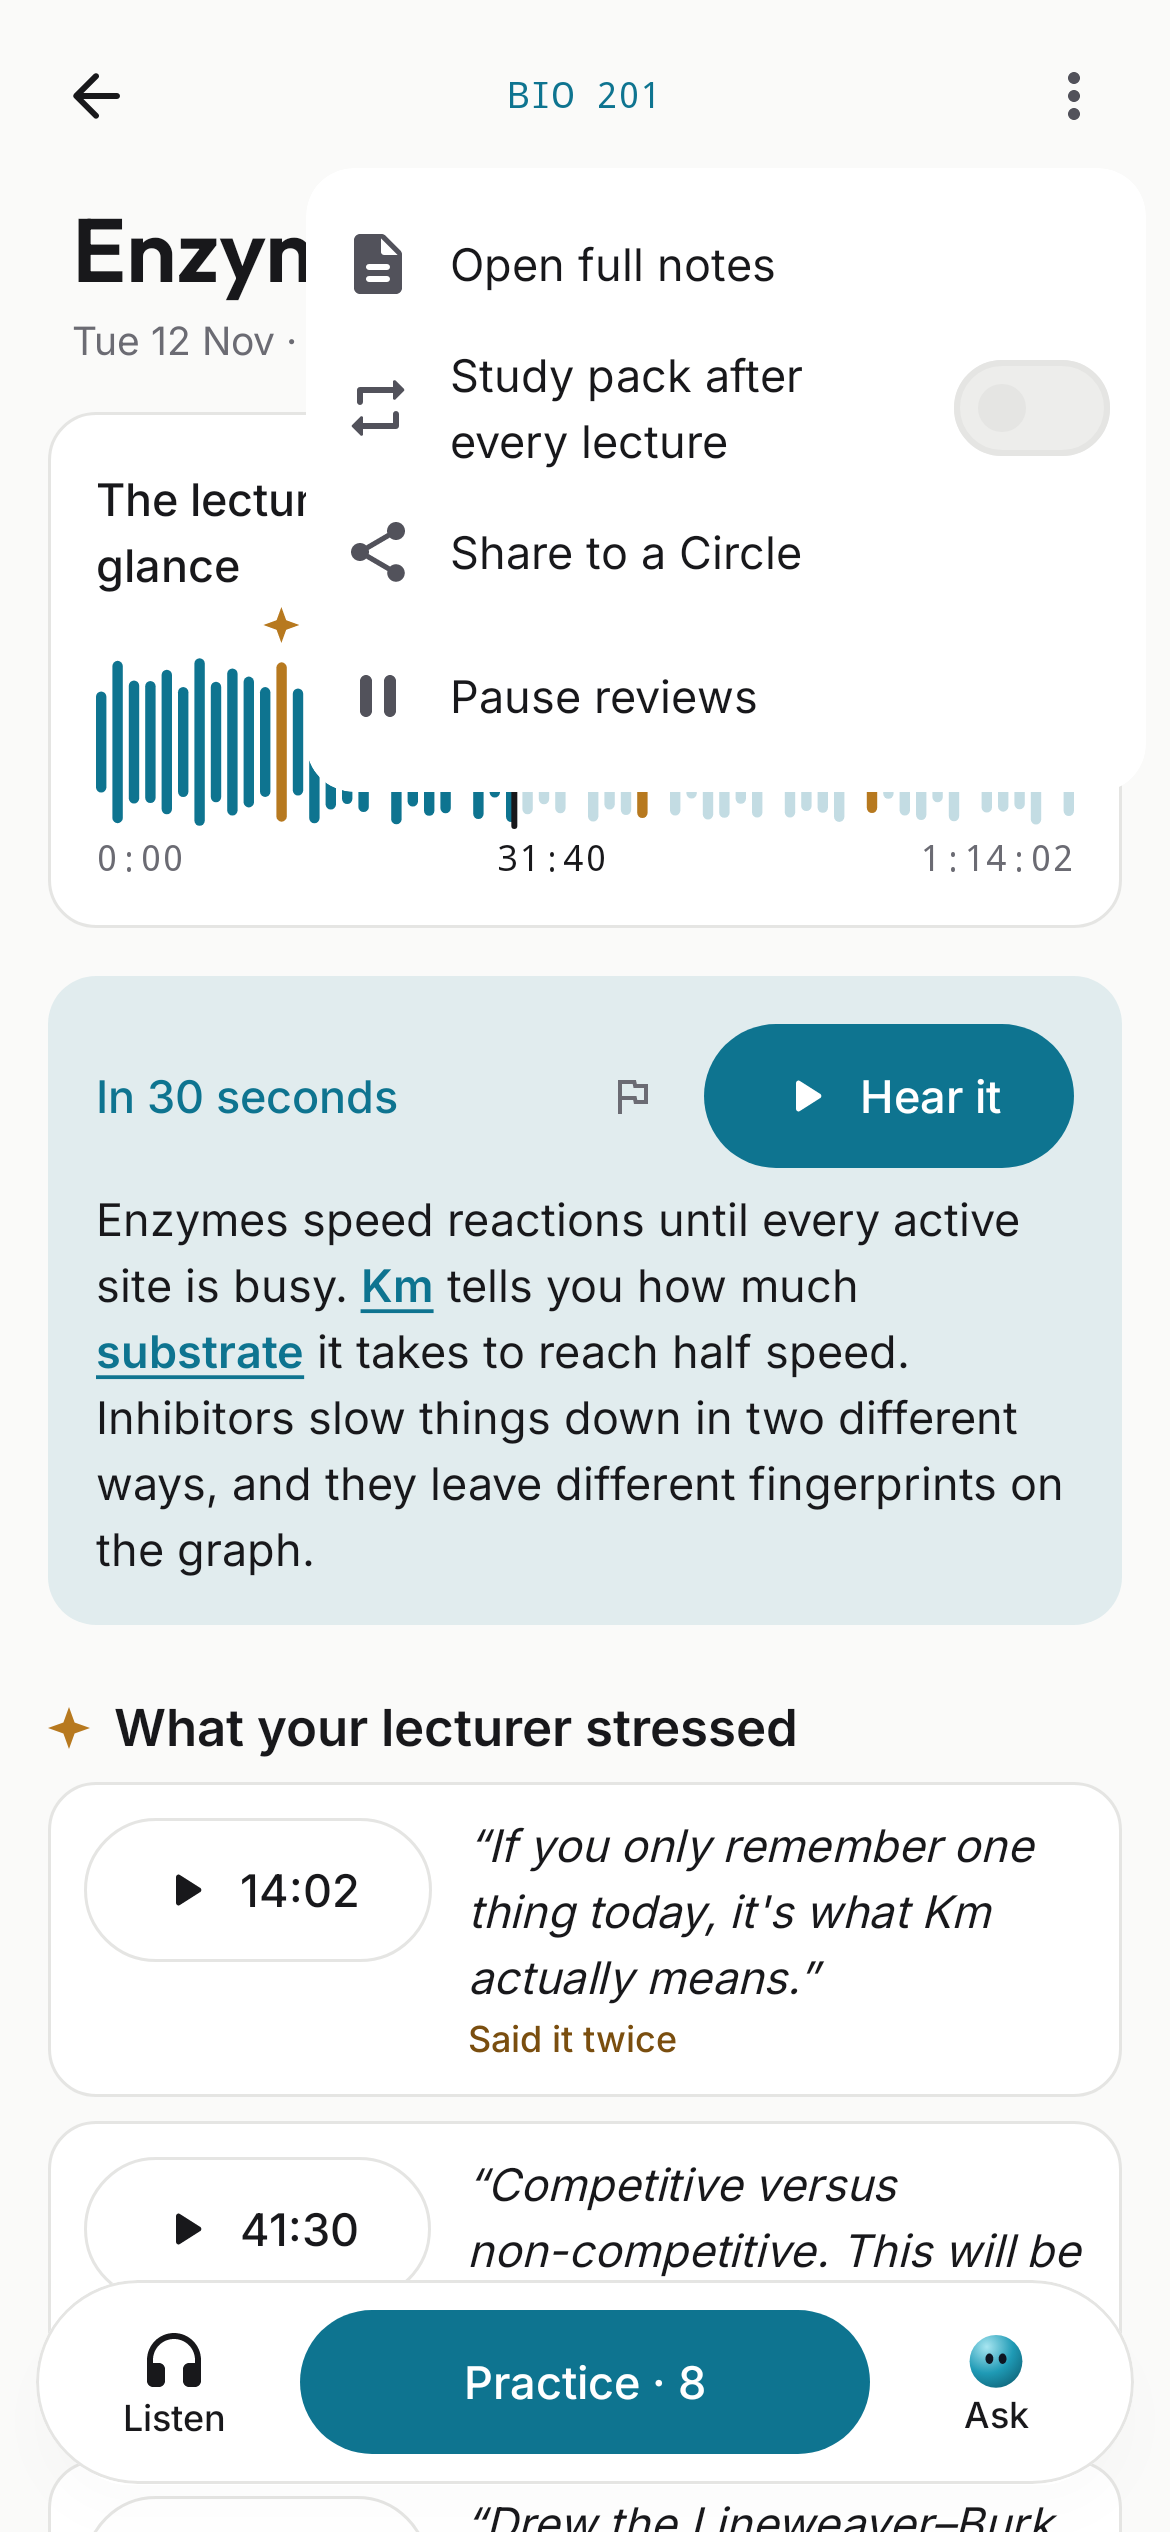 BIO 201
Tue 12 Nov ·
Open full notes
Study pack after
every lecture
Share to a Circle
Pause reviews
The
glance
0:00
31:40
1:14:02
In 30 seconds
Hear it
Enzymes speed reactions until every active
site is busy. Km tells you how much
substrate it takes to reach half speed.
Inhibitors slow things down in two different
ways, and they leave different fingerprints on
the graph.
What your lecturer stressed
14:02
“If you only remember one
thing today, it's what Km
actually means.”
Said it twice
41:30
“Competitive versus
non-competitive. This will be
Listen
Practice · 8
Ask
“Drew the Lineweaver–Burk